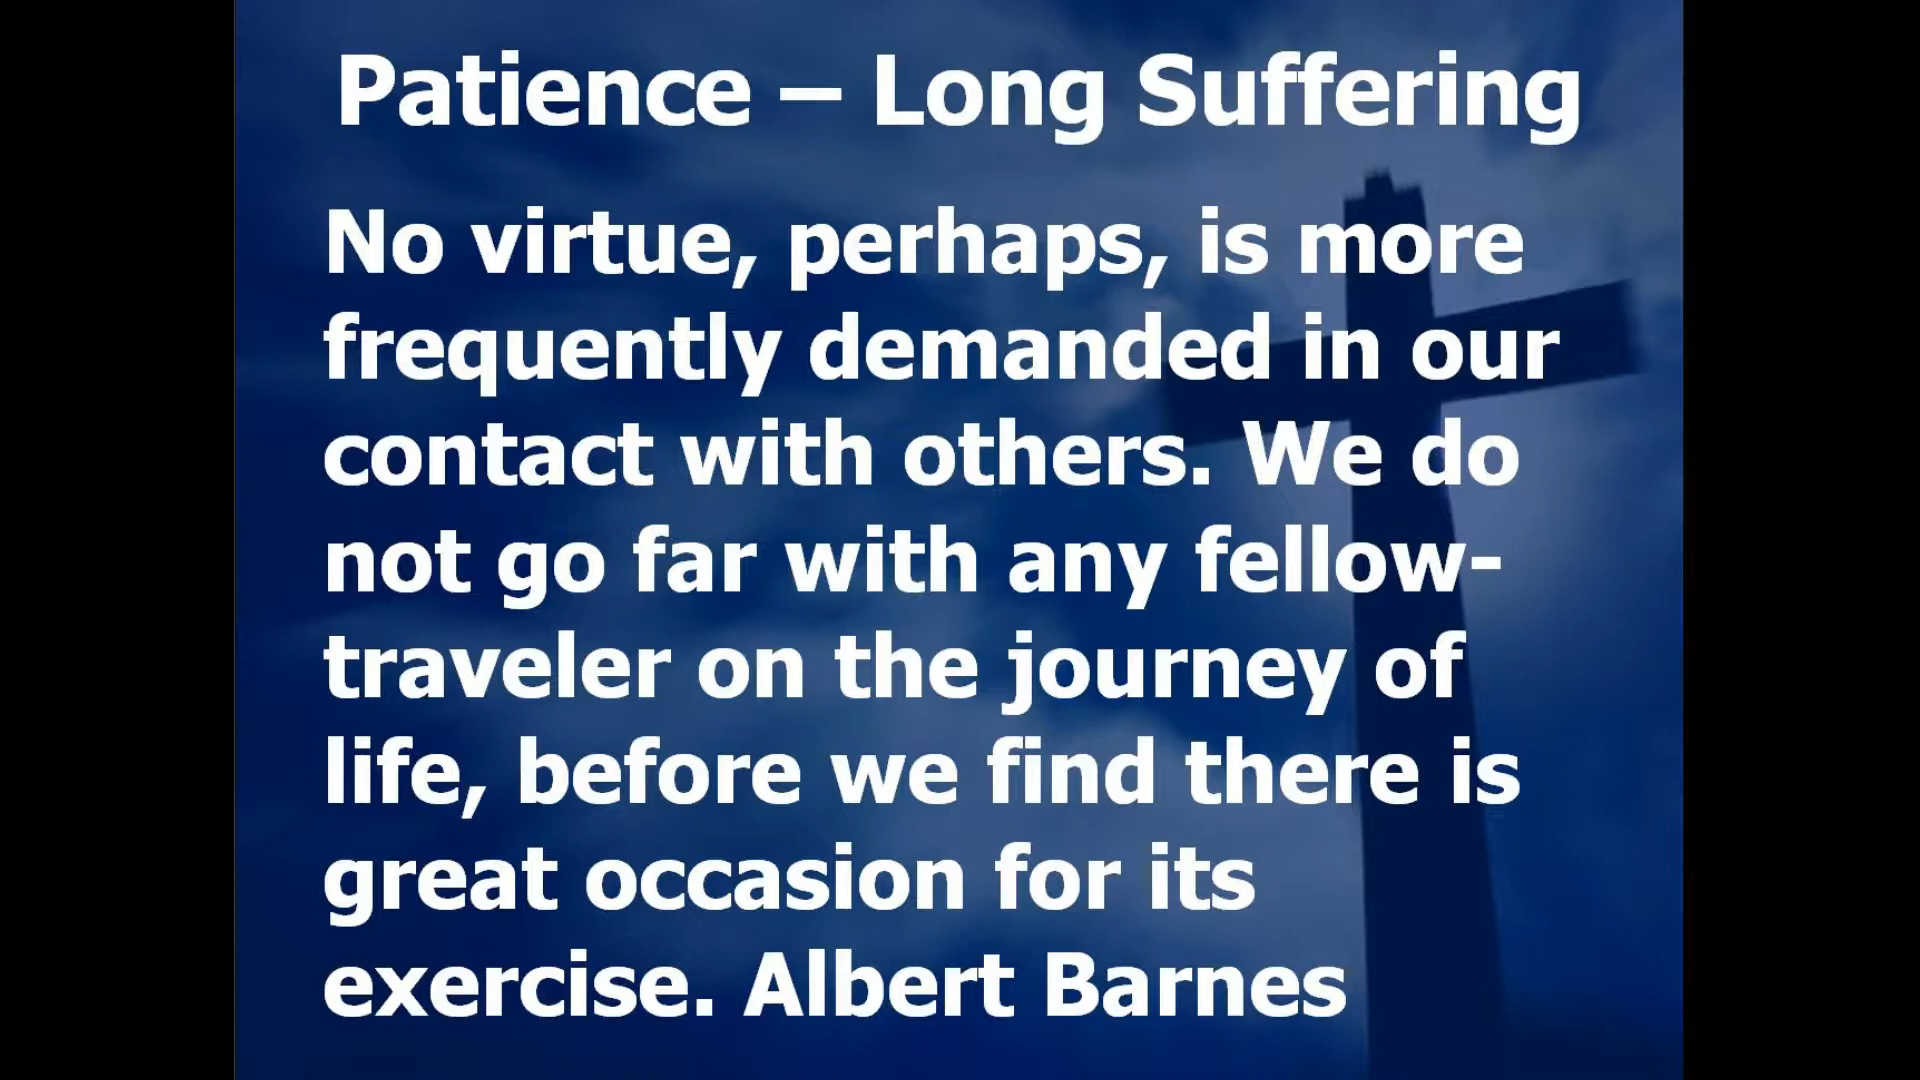 Patience – Long Suffering
No virtue, perhaps, is more
frequently demanded in our
contact with others. We do
not go far with any fellow-
traveler on the journey of
life, before we find there is
great occasion for its
exercise. Albert Barnes